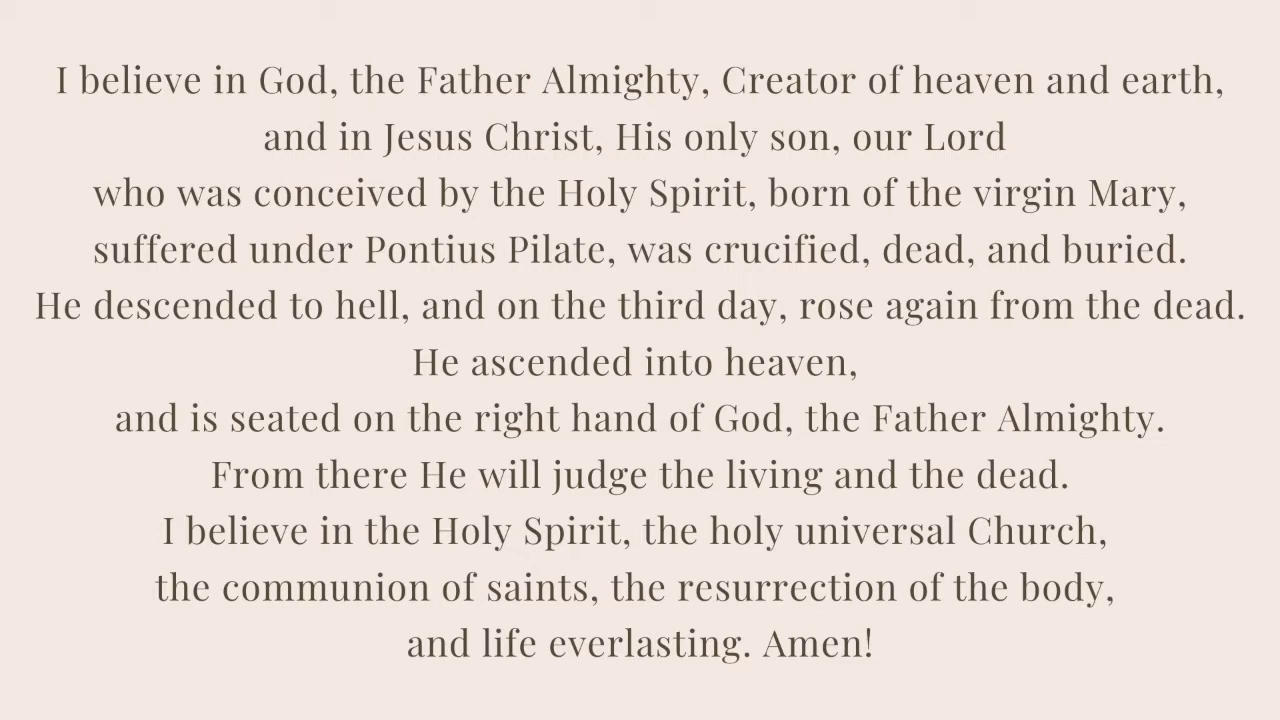 I believe in God, the Father Almighty, Creator of heaven and earth,
and in Jesus Christ, His only son, our Lord
who was conceived by the Holy Spirit, born of the virgin Mary,
suffered under Pontius Pilate, was crucified, dead, and buried.
He descended to hell, and on the third day, rose again from the dead.
He ascended into heaven,
and is seated on the right hand of God, the Father Almighty.
From there He will judge the living and the dead.
I believe in the Holy Spirit, the holy universal Church,
the communion of saints, the resurrection of the body,
and life everlasting. Amen!